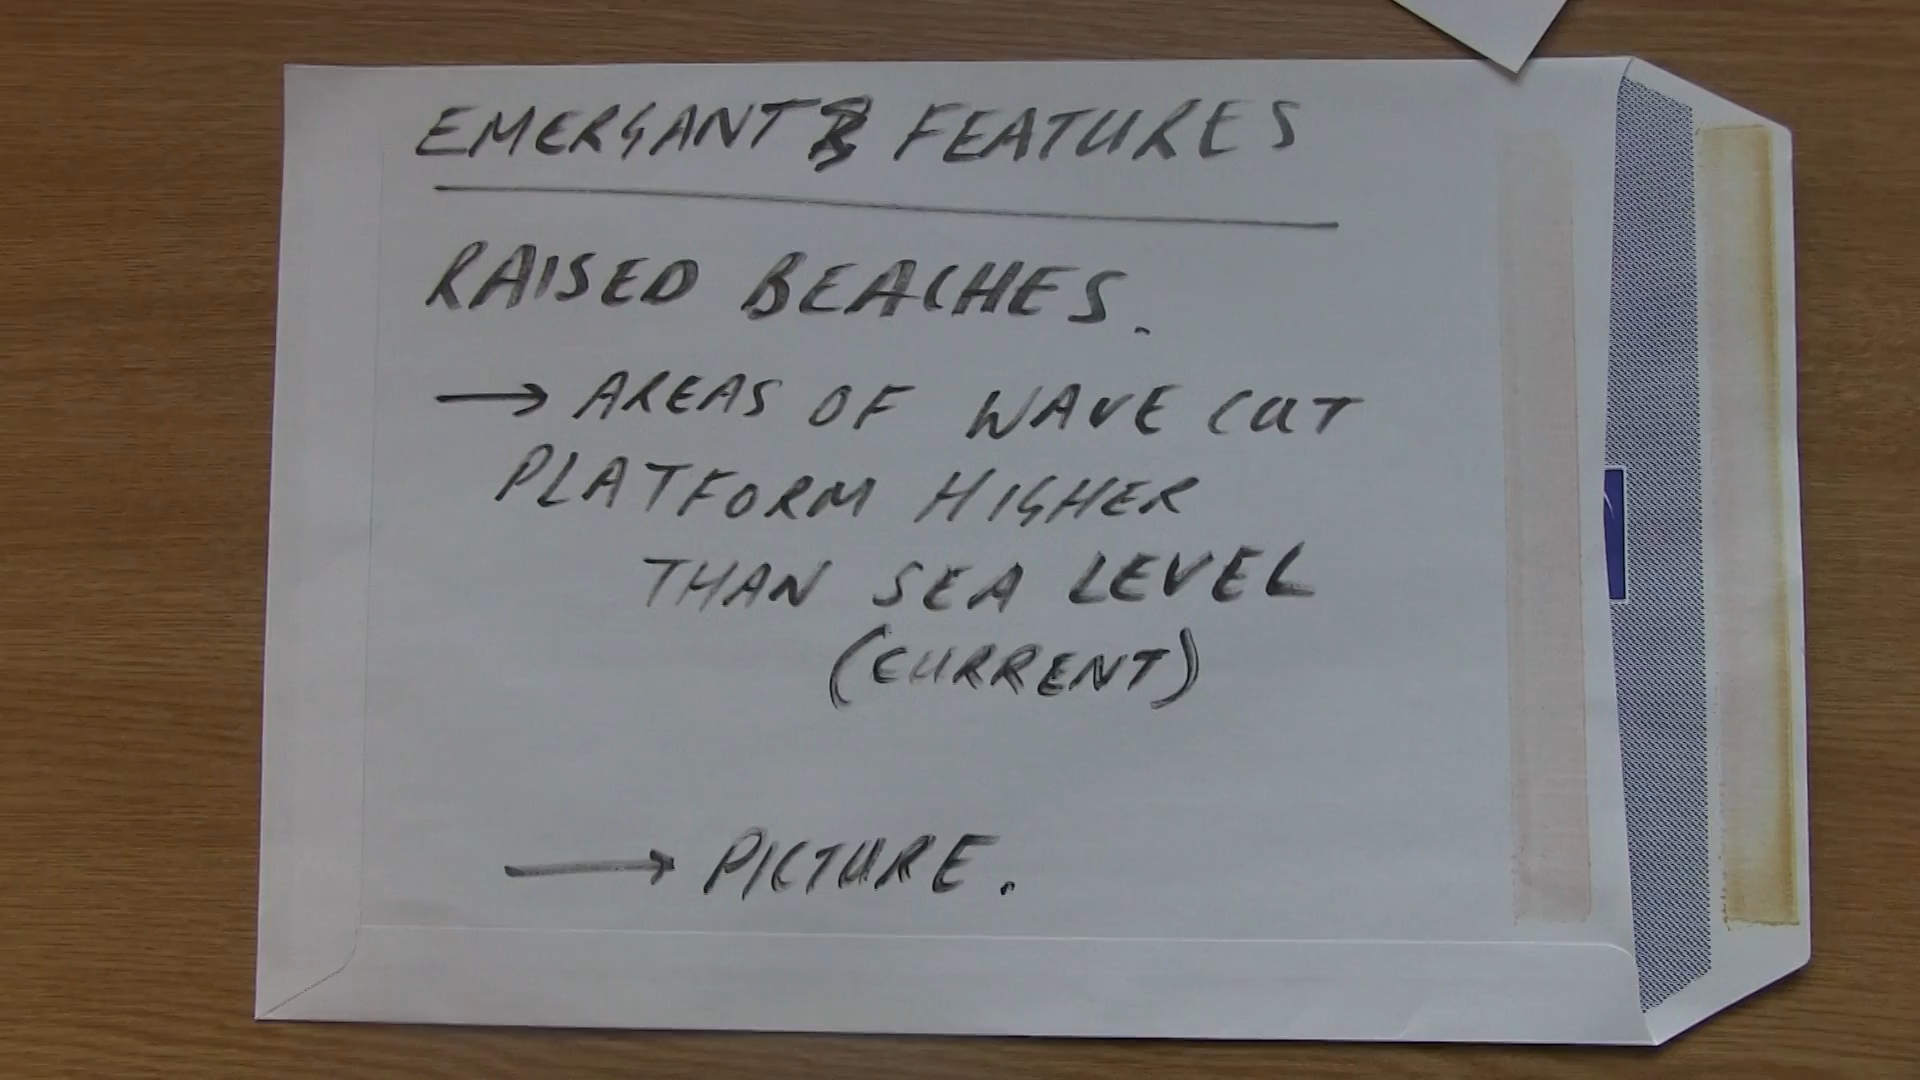 EMERGANT FEATURES
RAISED BEACHES.
→ AREAS OF WAVE CUT
PLATFORM HIGHER
THAN SEA LEVEL
(CURRENT)
→ PICTURE.